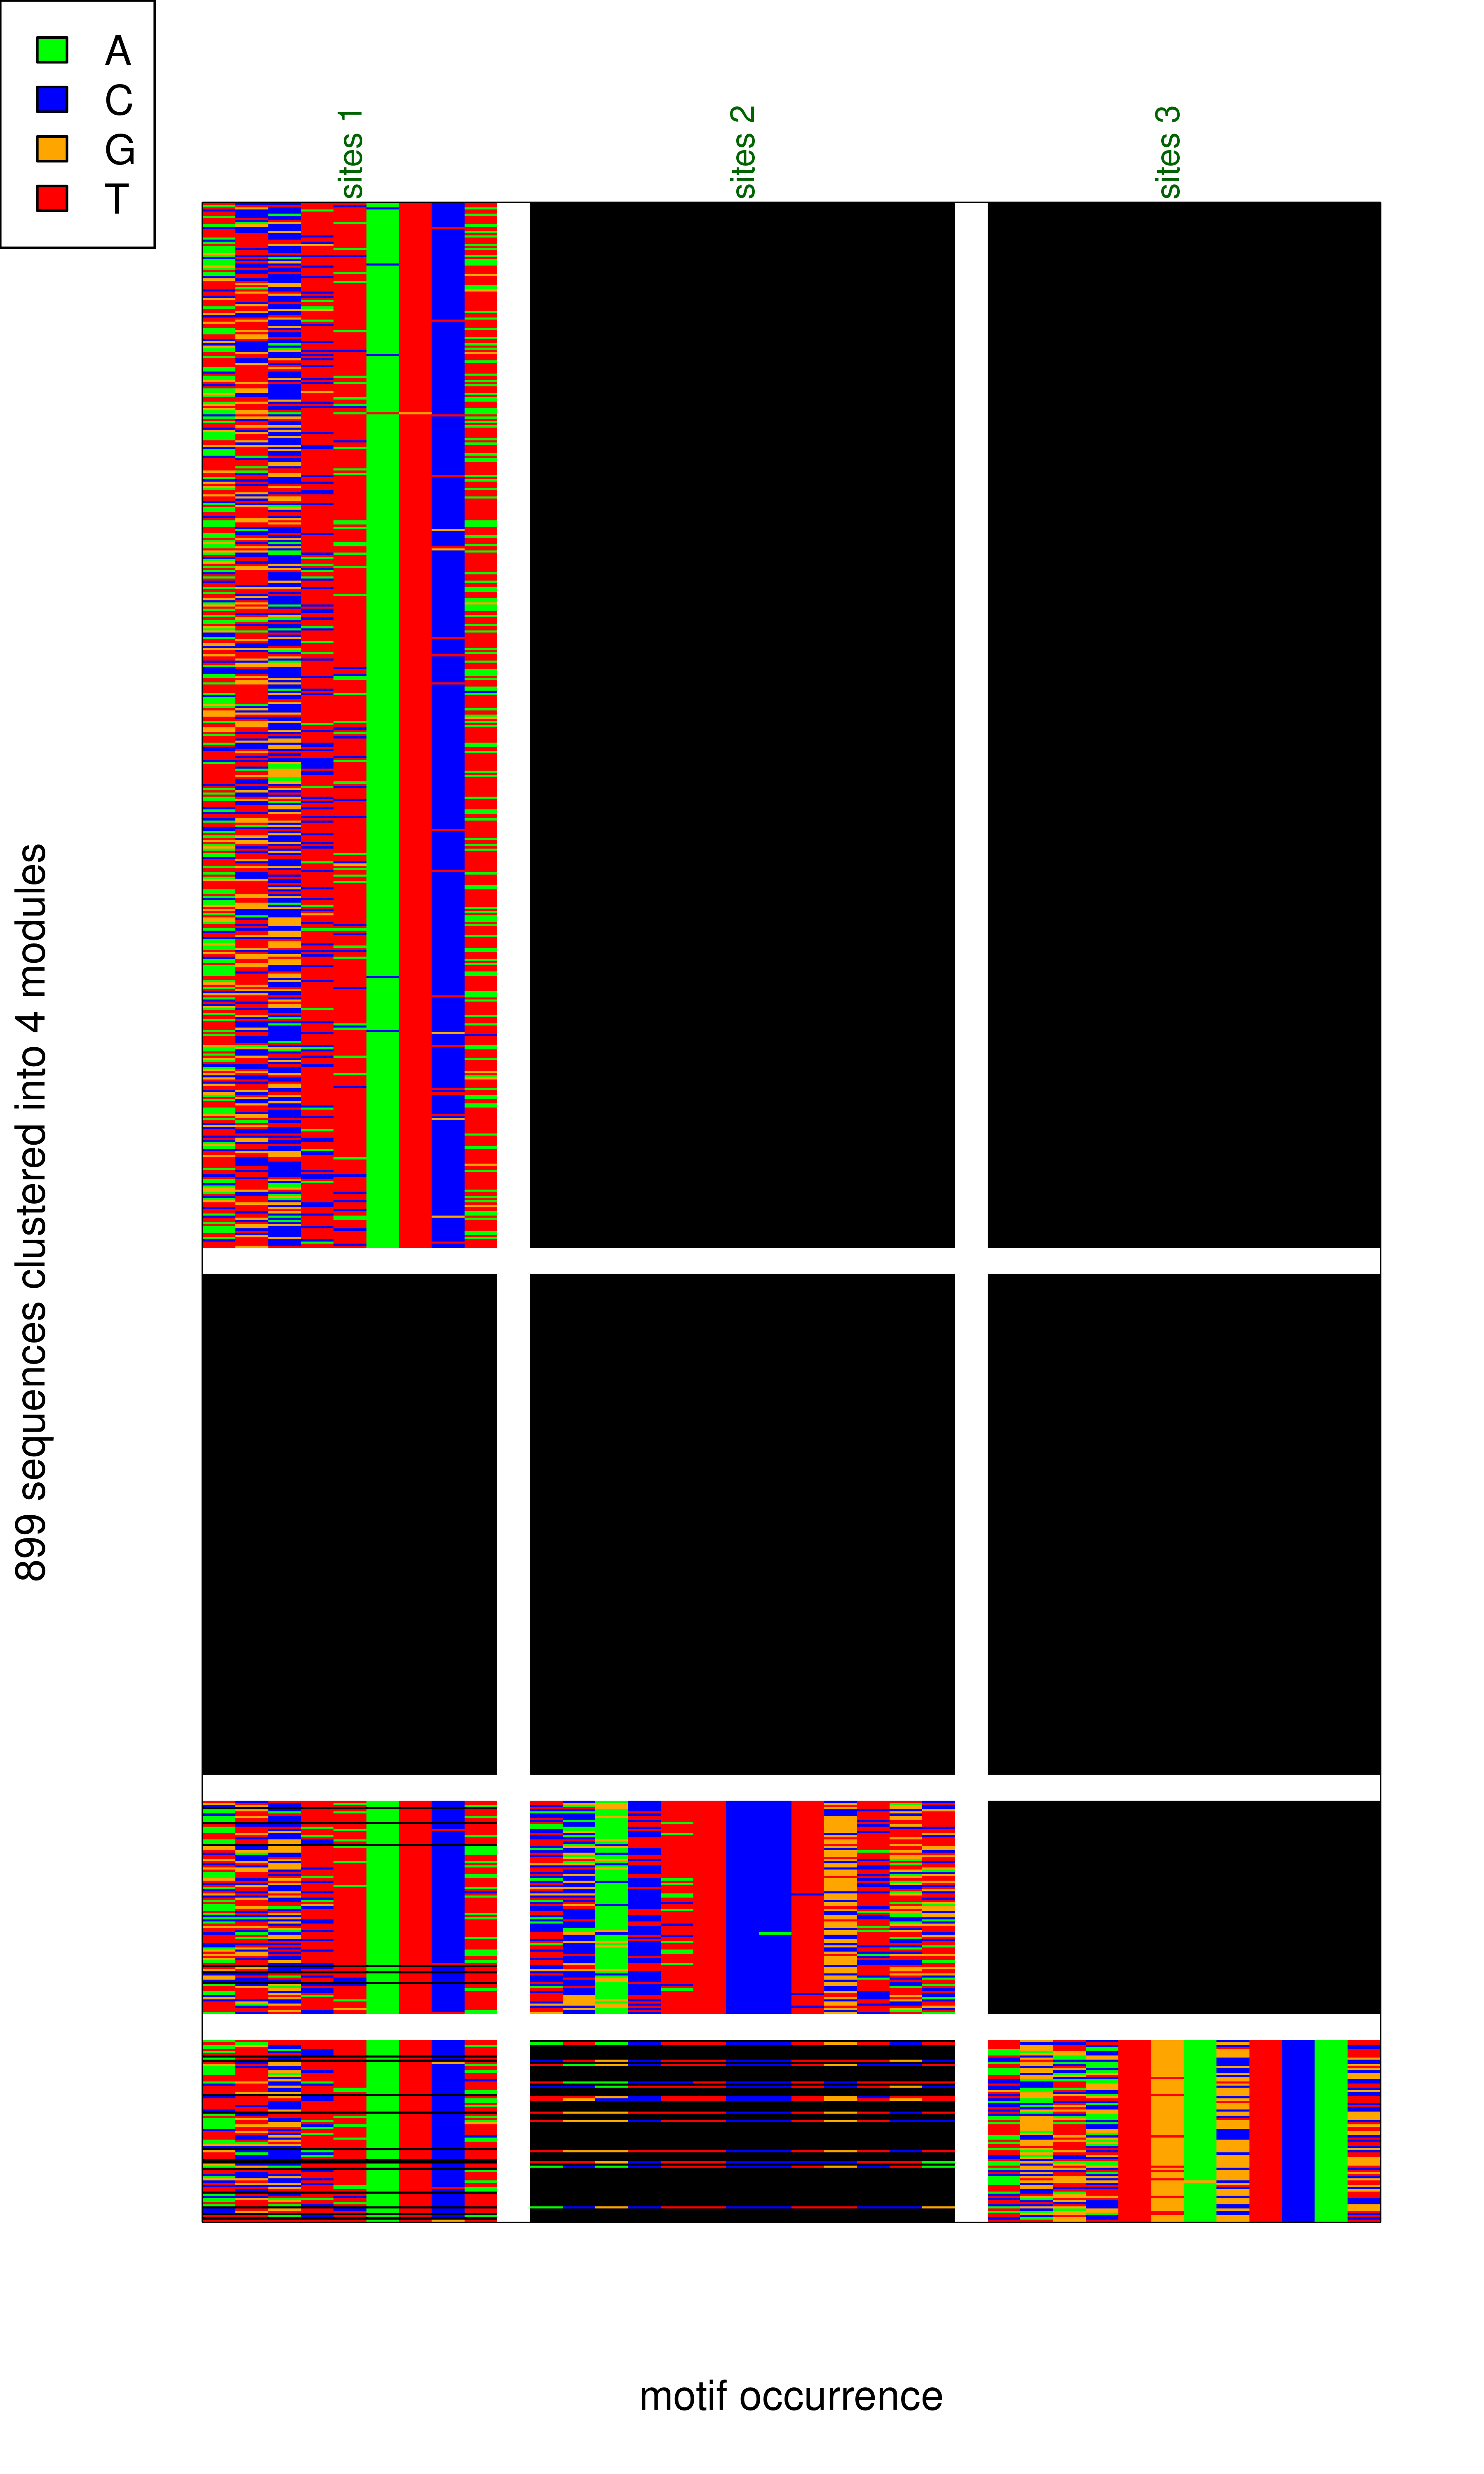 A
C
G
T
sites 1
sites 2
sites 3
899 sequences clustered into 4 modules
motif occurrence